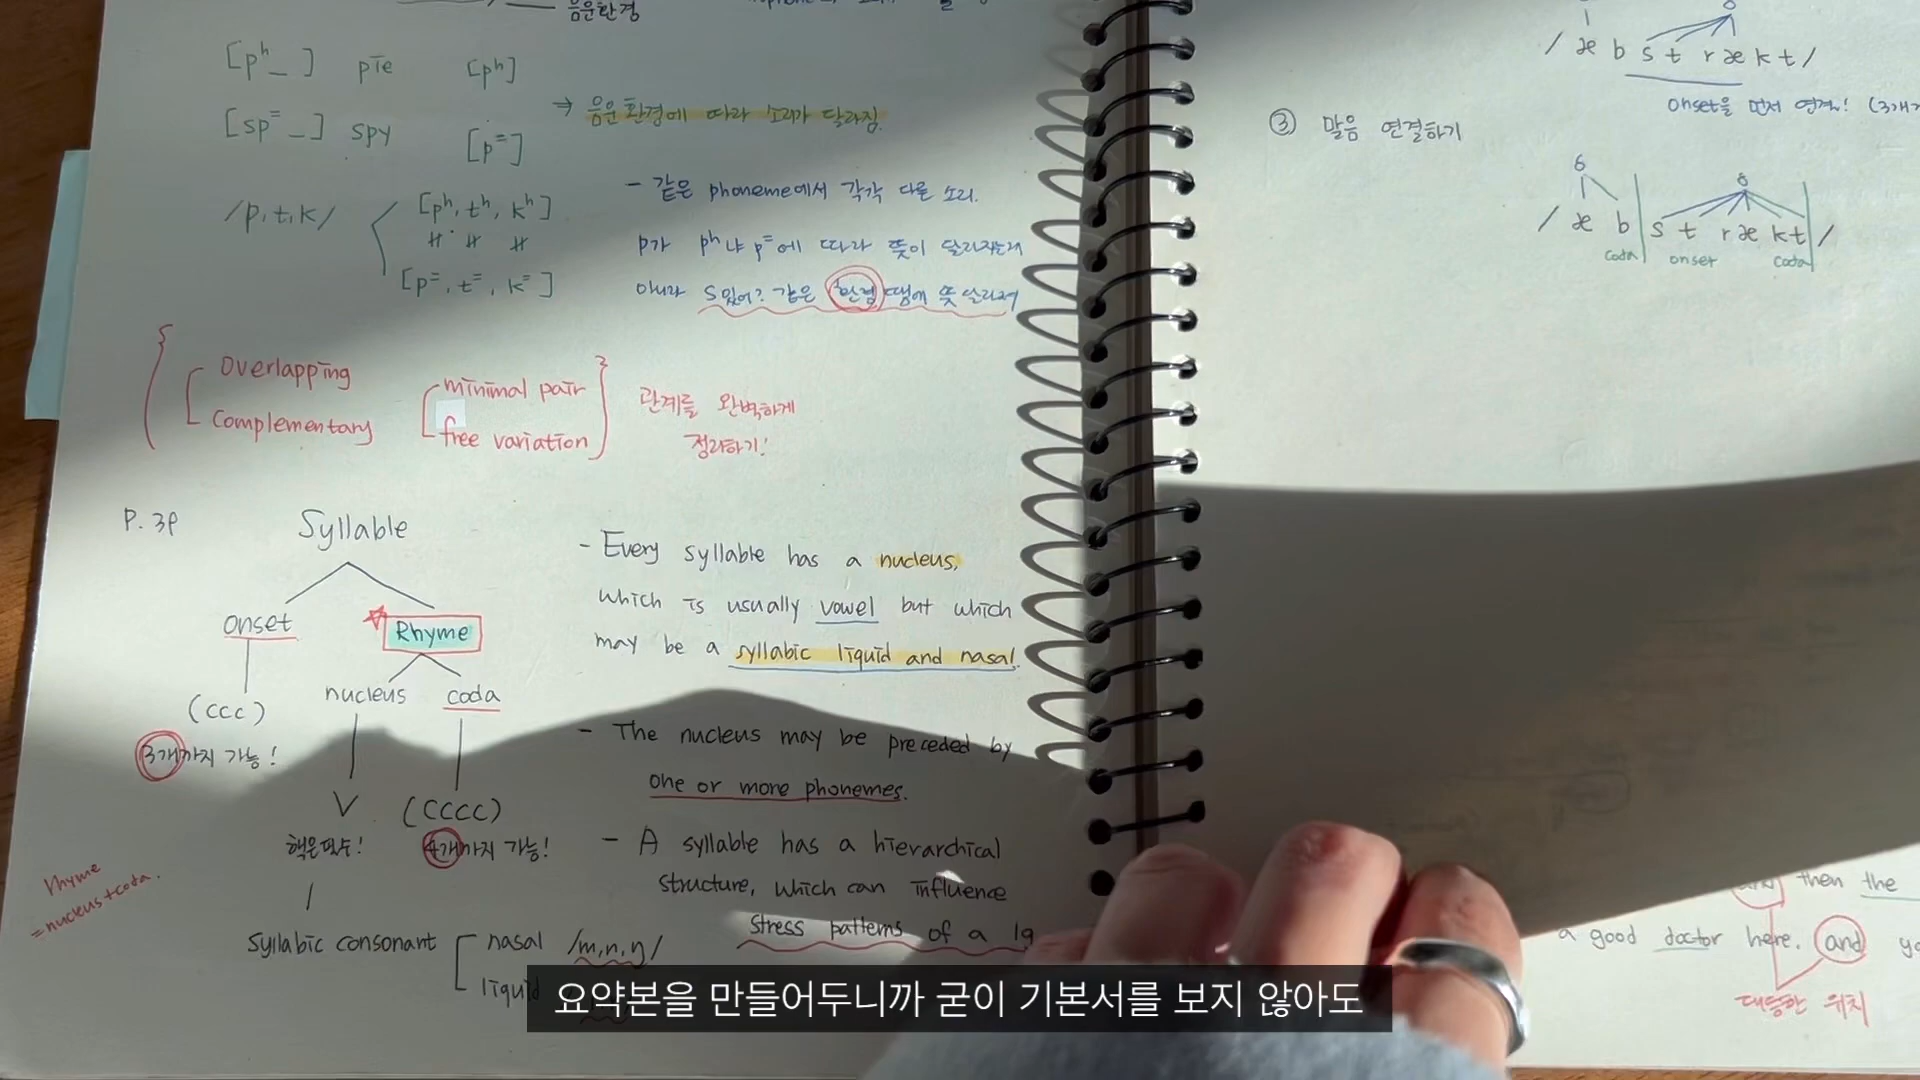 음운환경
[pʰ_] pie [pʰ]
[sp⁼_] spy [p⁼]
⇒ 음운환경에 따라 소리가 달라짐.
/p,t,k/
[pʰ, tʰ, kʰ]
[p⁼, t⁼, k⁼]
- 같은 phoneme에서 각각 다른 소리.
p가 pʰ냐 p⁼에 따라 뜻이 달라지는게
아니라 S있어? 같은 환경 땜에 뜻
Overlapping
Complementary
minimal pair
free variation
관계를 완벽하게
정리하기!
Syllable
onset
Rhyme
nucleus coda
(CCC)
3개까지 가능!
V
(CCCC)
핵은 필수!
4개까지 가능!
rhyme
=nucleus+coda.
Syllabic consonant
nasal /m,n,ŋ/
liquid
- Every syllable has a nucleus,
which is usually vowel but which
may be a syllabic liquid and nasal.
- The nucleus may be preceded by
one or more phonemes.
- A syllable has a hierarchical
structure, which can influence
stress patterns of a lg
/ æ b s t r æ k t /
onset을 먼저 연결!
③ 말음 연결하기
б б
/ æ b s t r æ k t /
coda onset coda
then the
a good doctor here. and
대등한 위치
요약본을 만들어두니까 굳이 기본서를 보지 않아도